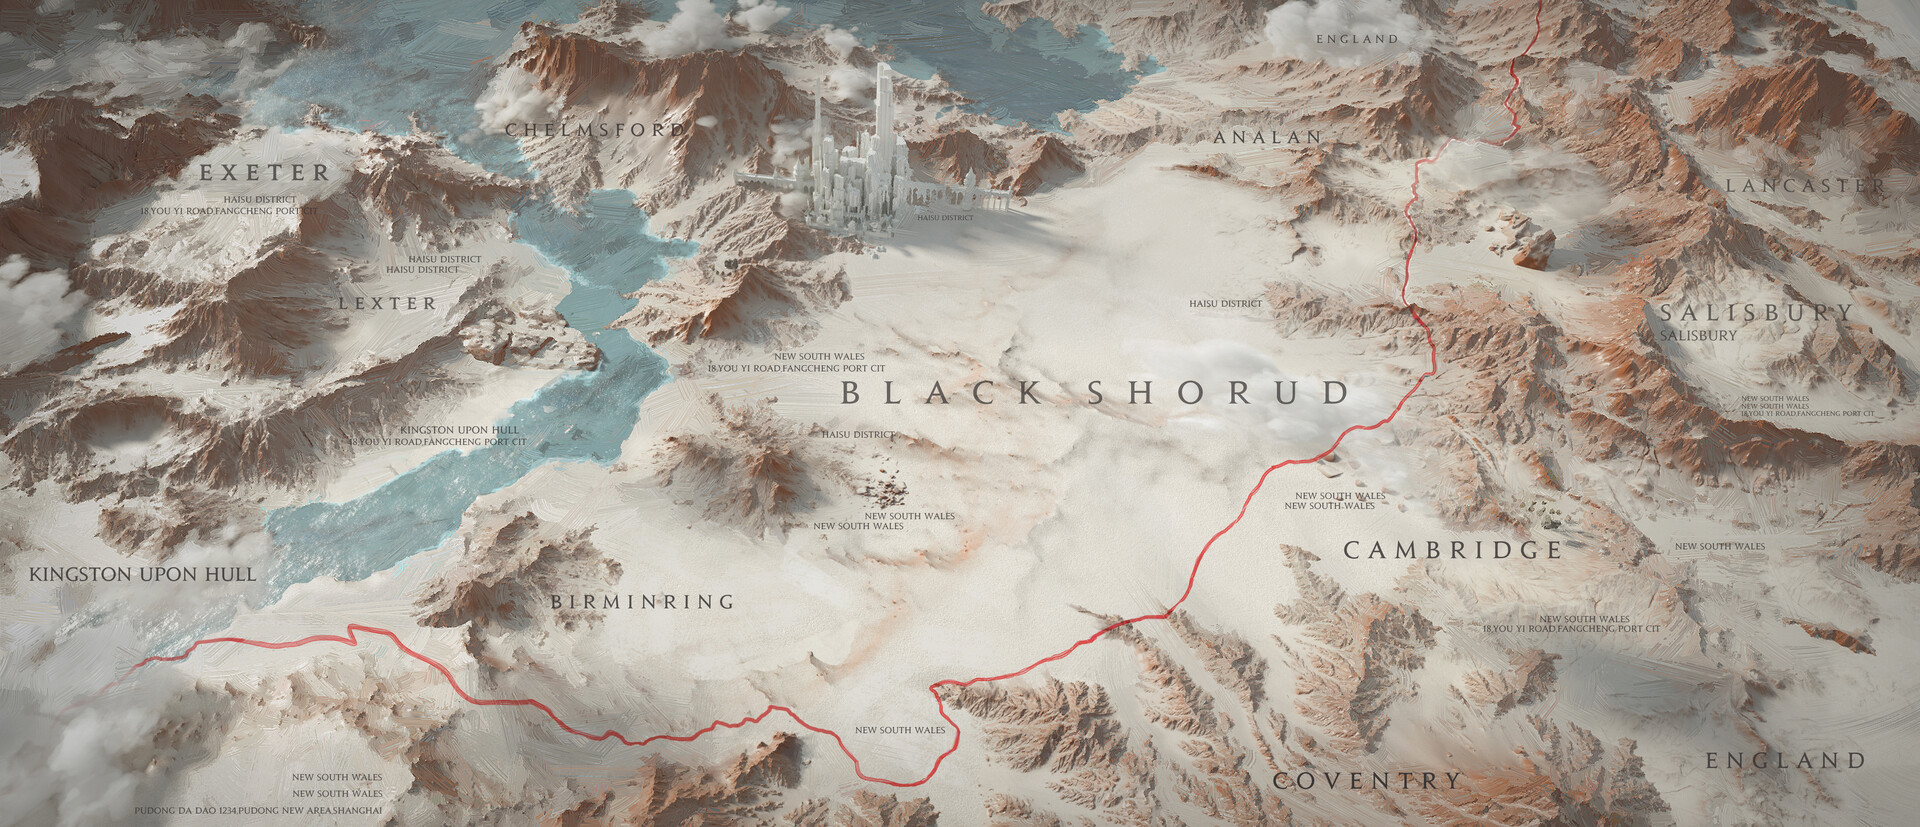 ENGLAND
CHELMSFORD
ANALAN
EXETER
LANCASTER
HAISU DISTRICT
18,YOU YI ROAD,FANGCHENG PORT CIT
HAISU DISTRICT
HAISU DISTRICT
HAISU DISTRICT
LEXTER
HAISU DISTRICT
SALISBURY
SALISBURY
NEW SOUTH WALES
18,YOU YI ROAD,FANGCHENG PORT CIT
BLACK SHORUD
NEW SOUTH WALES
NEW SOUTH WALES
18,YOU YI ROAD,FANGCHENG PORT CIT
KINGSTON UPON HULL
18,YOU YI ROAD,FANGCHENG PORT CIT
HAISU DISTRICT
NEW SOUTH WALES
NEW SOUTH WALES
NEW SOUTH WALES
NEW SOUTH WALES
CAMBRIDGE
NEW SOUTH WALES
KINGSTON UPON HULL
BIRMINRING
NEW SOUTH WALES
18,YOU YI ROAD,FANGCHENG PORT CIT
NEW SOUTH WALES
ENGLAND
COVENTRY
NEW SOUTH WALES
NEW SOUTH WALES
PUDONG DA DAO 1234,PUDONG NEW AREA,SHANGHAI